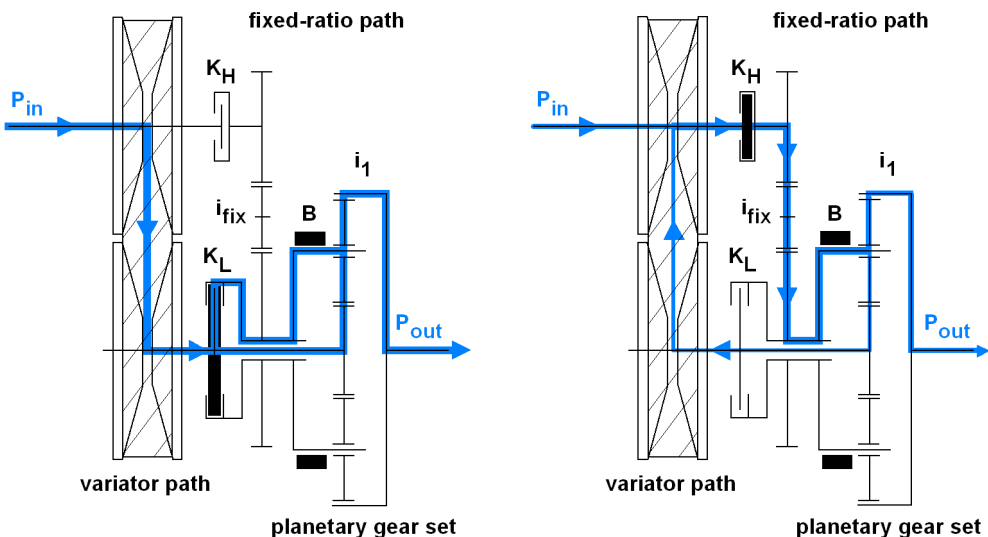 fixed-ratio path
K_H
P_in
i_1
i_fix
B
K_L
P_out
variator path
planetary gear set
fixed-ratio path
K_H
P_in
i_1
i_fix
B
K_L
P_out
variator path
planetary gear set